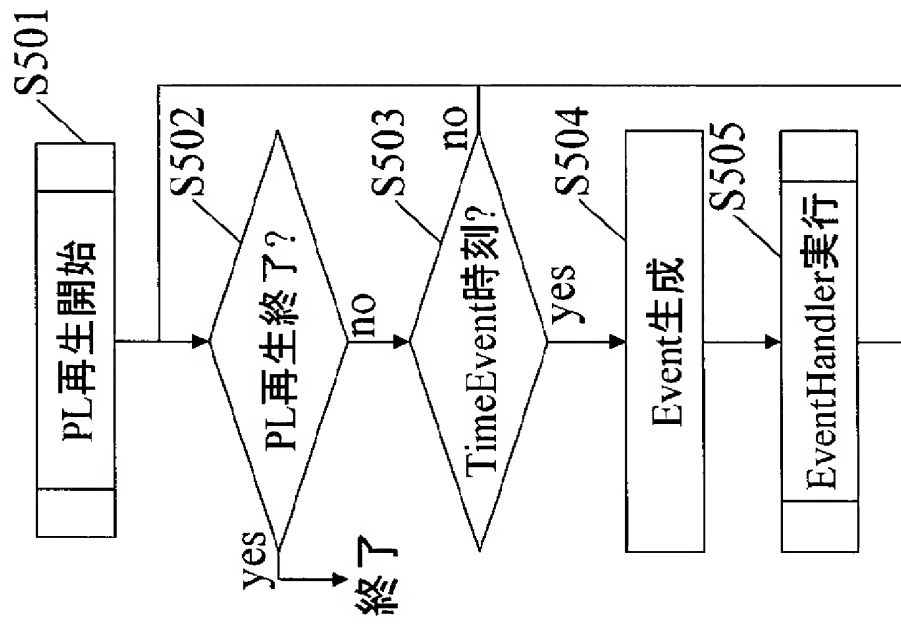 S501
PL再生開始
S502
PL再生終了?
yes
no
終了
S503
TimeEvent時刻?
no
yes
S504
Event生成
S505
EventHandler実行